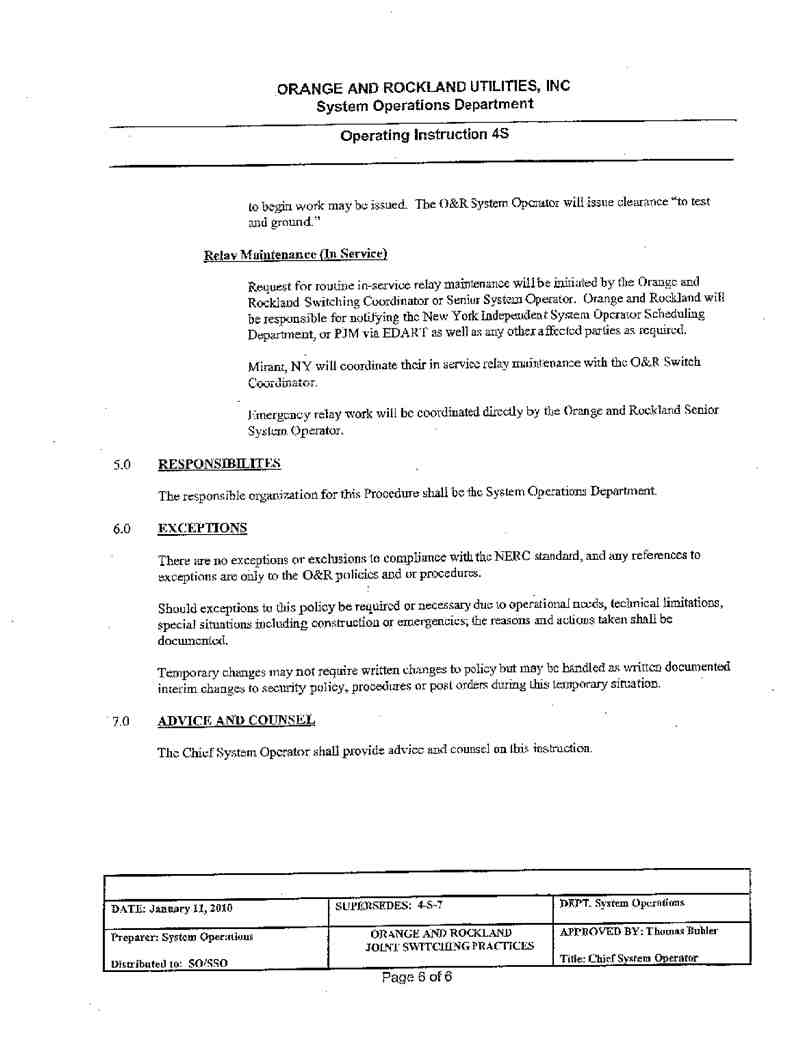 ORANGE AND ROCKLAND UTILITIES, INC
System Operations Department
Operating Instruction 4S
to begin work may be issued. The O&R System Operator will issue clearance "to test
and ground."
Relay Maintenance (In Service)
Request for routine in-service relay maintenance will be initiated by the Orange and
Rockland Switching Coordinator or Senior System Operator. Orange and Rockland will
be responsible for notifying the New York Independent System Operator Scheduling
Department, or PJM via EDART as well as any other affected parties as required.
Mirant, NY will coordinate their in service relay maintenance with the O&R Switch
Coordinator.
Emergency relay work will be coordinated directly by the Orange and Rockland Senior
System Operator.
5.0 RESPONSIBILITES
The responsible organization for this Procedure shall be the System Operations Department.
6.0 EXCEPTIONS
There are no exceptions or exclusions to compliance with the NERC standard, and any references to
exceptions are only to the O&R policies and or procedures.
Should exceptions to this policy be required or necessary due to operational needs, technical limitations,
special situations including construction or emergencies, the reasons and actions taken shall be
documented.
Temporary changes may not require written changes to policy but may be handled as written documented
interim changes to security policy, procedures or post orders during this temporary situation.
7.0 ADVICE AND COUNSEL
The Chief System Operator shall provide advice and counsel on this instruction.
DATE: January 11, 2010 SUPERSEDES: 4-S-7 DEPT. System Operations
Preparer: System Operations ORANGE AND ROCKLAND APPROVED BY: Thomas Buhler
JOINT SWITCHING PRACTICES
Distributed to: SO/SSO Title: Chief System Operator
Page 6 of 6